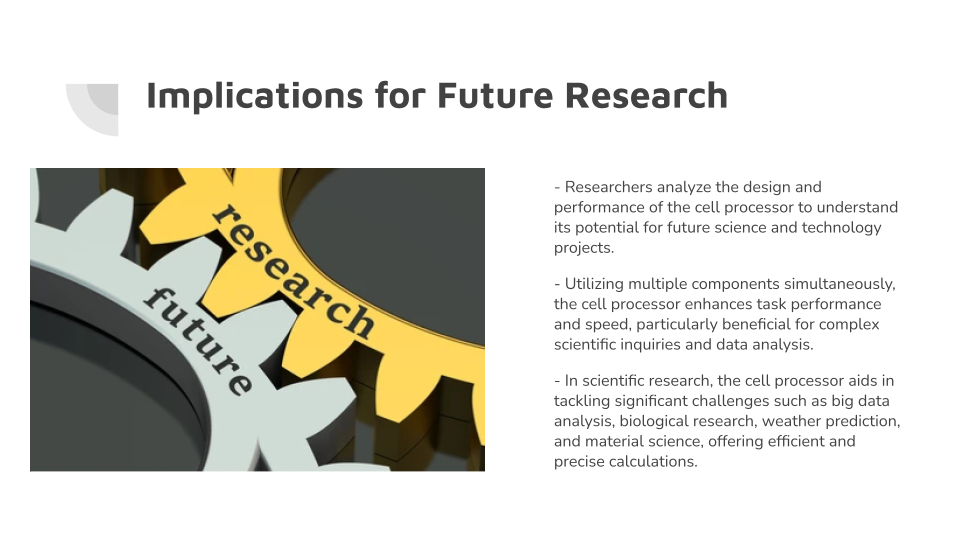 Implications for Future Research
research
future
- Researchers analyze the design and
performance of the cell processor to understand
its potential for future science and technology
projects.
- Utilizing multiple components simultaneously,
the cell processor enhances task performance
and speed, particularly beneficial for complex
scientific inquiries and data analysis.
- In scientific research, the cell processor aids in
tackling significant challenges such as big data
analysis, biological research, weather prediction,
and material science, offering efficient and
precise calculations.